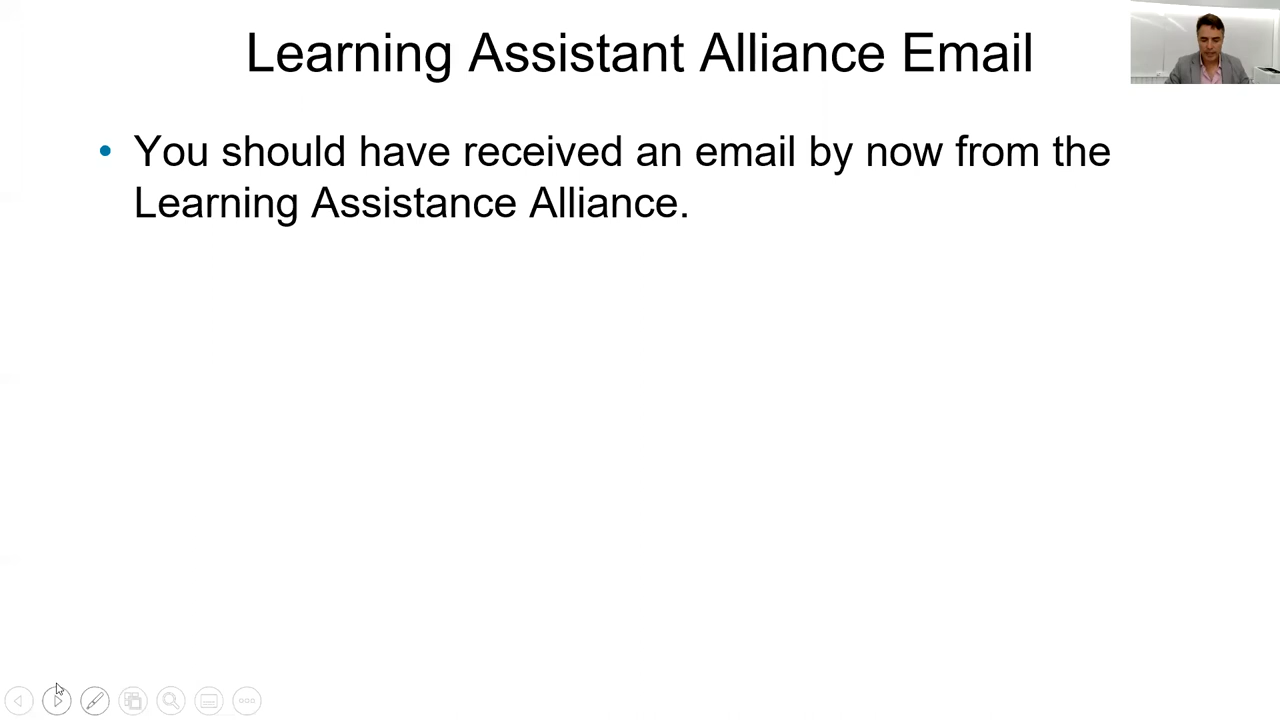 Learning Assistant Alliance Email
• You should have received an email by now from the
Learning Assistance Alliance.